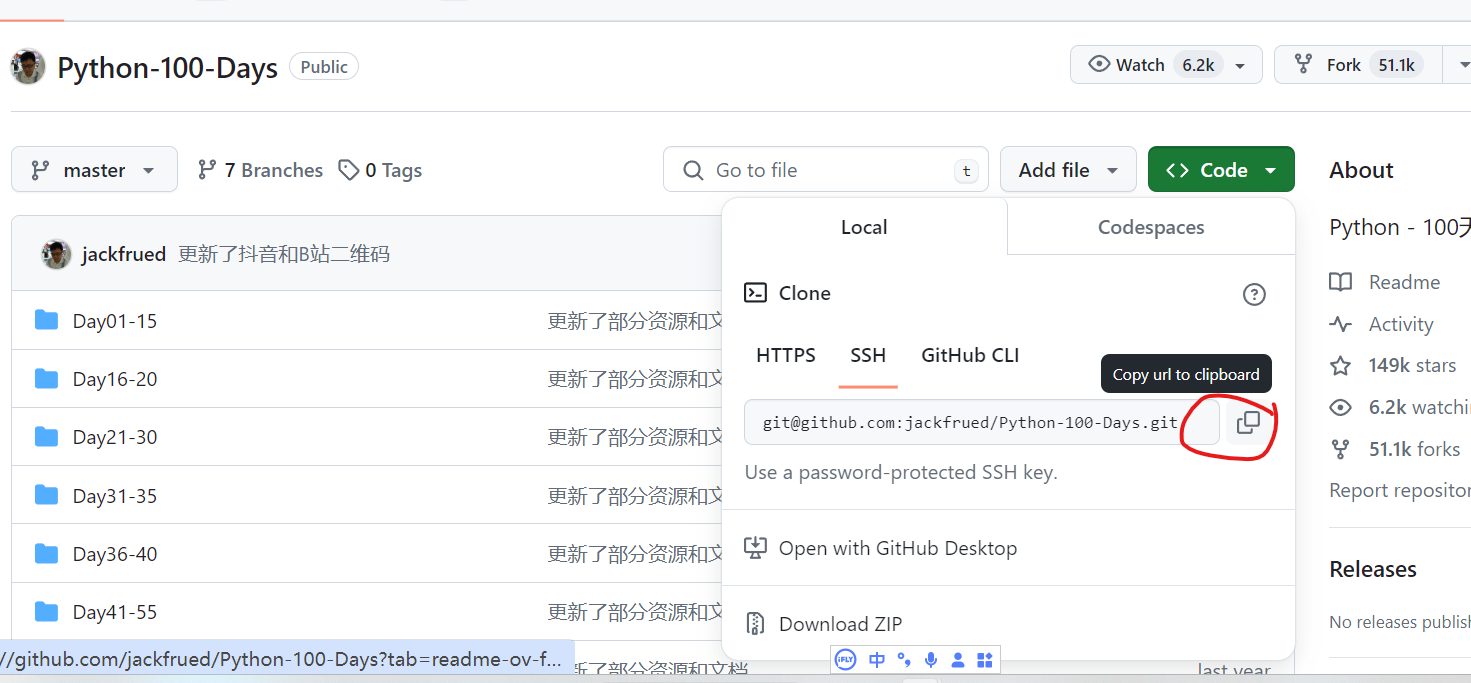 Python-100-Days Public Watch 6.2k Fork 51.1k
master 7 Branches 0 Tags Go to file t Add file Code
About
Local Codespaces
Python - 100天
jackfrued 更新了抖音和B站二维码
Clone
Readme
Day01-15 更新了部分资源和文
Activity
HTTPS SSH GitHub CLI
Copy url to clipboard
149k stars
Day16-20 更新了部分资源和文
6.2k watchi
git@github.com:jackfrued/Python-100-Days.git
Day21-30 更新了部分资源和文
51.1k forks
Use a password-protected SSH key.
Report repositor
Day31-35 更新了部分资源和文
Open with GitHub Desktop
Day36-40 更新了部分资源和文
Releases
Day41-55 更新了部分资源和文
Download ZIP
No releases publish
//github.com/jackfrued/Python-100-Days?tab=readme-ov-f...
iFLY 中
新了部分资源和文档
last year